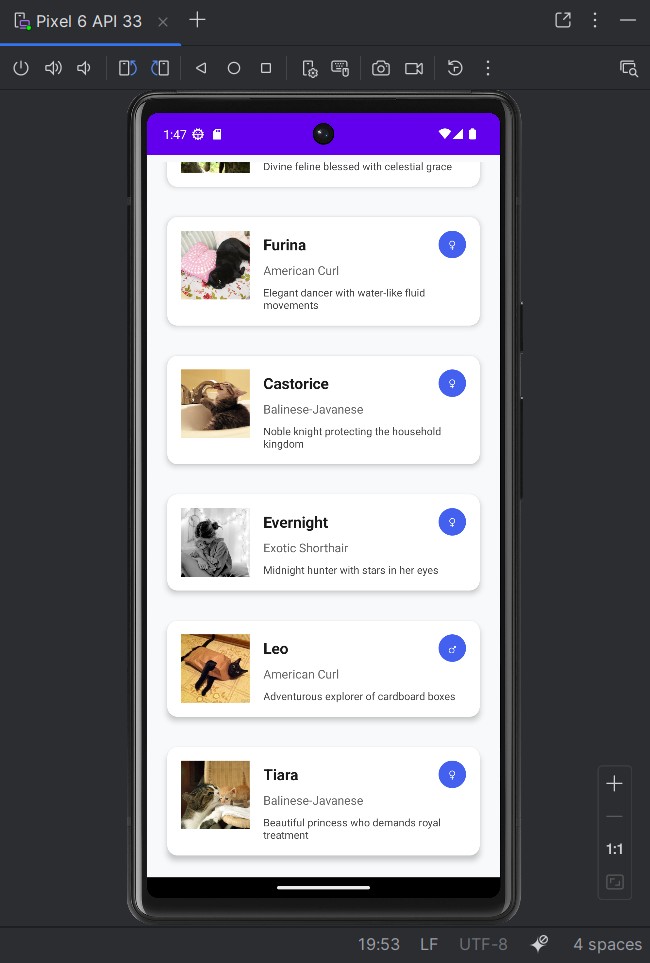 Pixel 6 API 33
1:47
Divine feline blessed with celestial grace
Furina
♀
American Curl
Elegant dancer with water-like fluid
movements
Castorice
♀
Balinese-Javanese
Noble knight protecting the household
kingdom
Evernight
♀
Exotic Shorthair
Midnight hunter with stars in her eyes
Leo
♂
American Curl
Adventurous explorer of cardboard boxes
Tiara
♀
Balinese-Javanese
Beautiful princess who demands royal
treatment
1:1
19:53 LF UTF-8 4 spaces